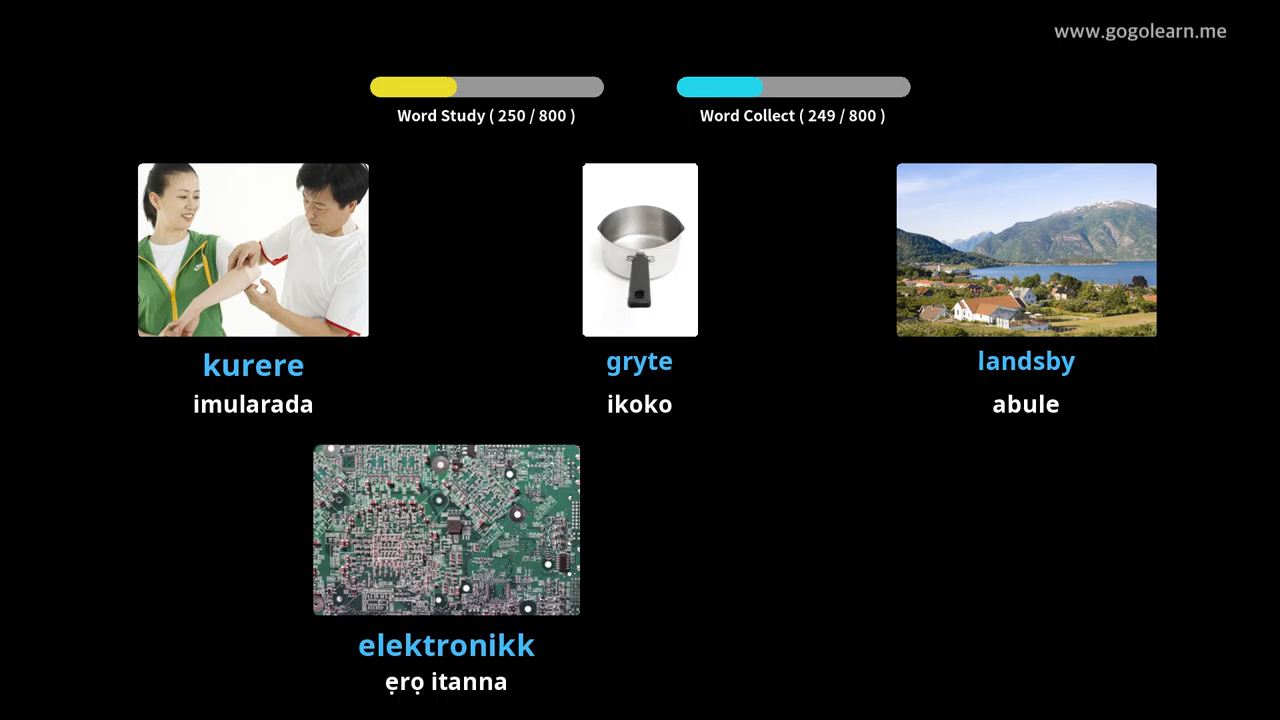 www.gogolearn.me
Word Study ( 250 / 800 )
Word Collect ( 249 / 800 )
kurere
imularada
gryte
ikoko
landsby
abule
elektronikk
ẹrọ itanna